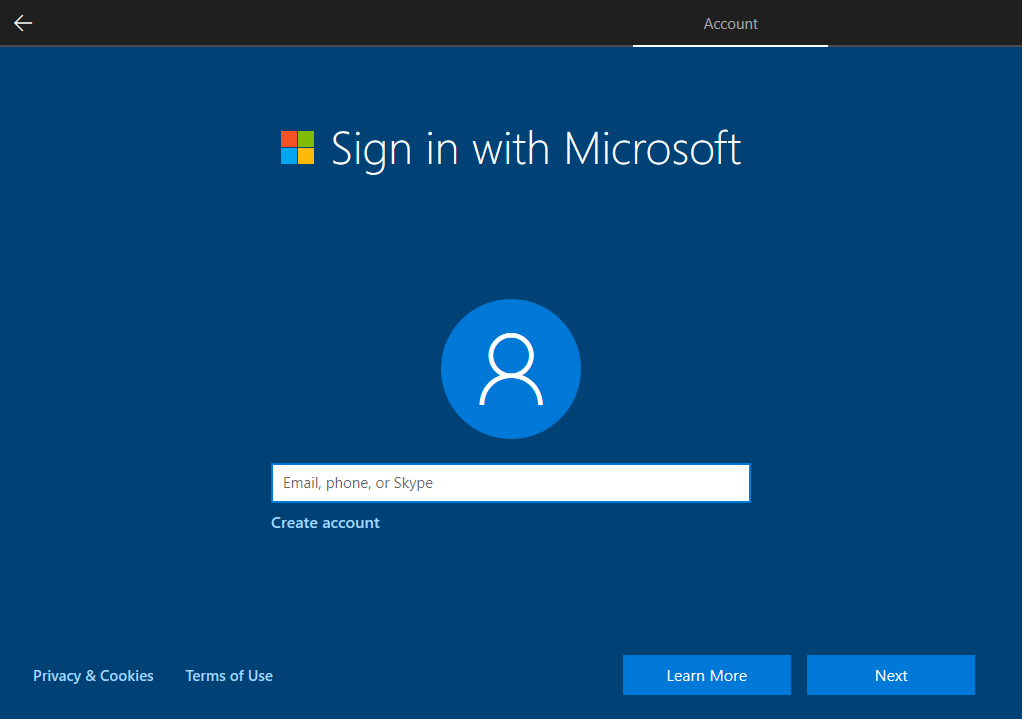 Account
Sign in with Microsoft
Email, phone, or Skype
Create account
Privacy & Cookies Terms of Use Learn More Next